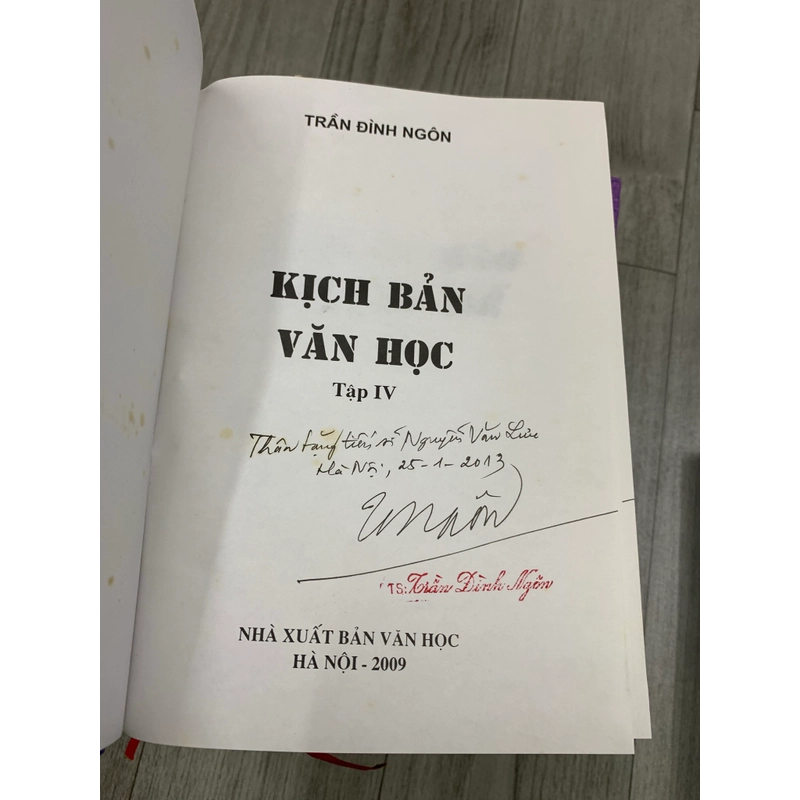 TRẦN ĐÌNH NGÔN
KỊCH BẢN
VĂN HỌC
Tập IV
Thân tặng tiến sĩ Nguyễn Văn Lưu
Hà Nội, 25-1-2013
Ngôn
TS: Trần Đình Ngôn
NHÀ XUẤT BẢN VĂN HỌC
HÀ NỘI - 2009